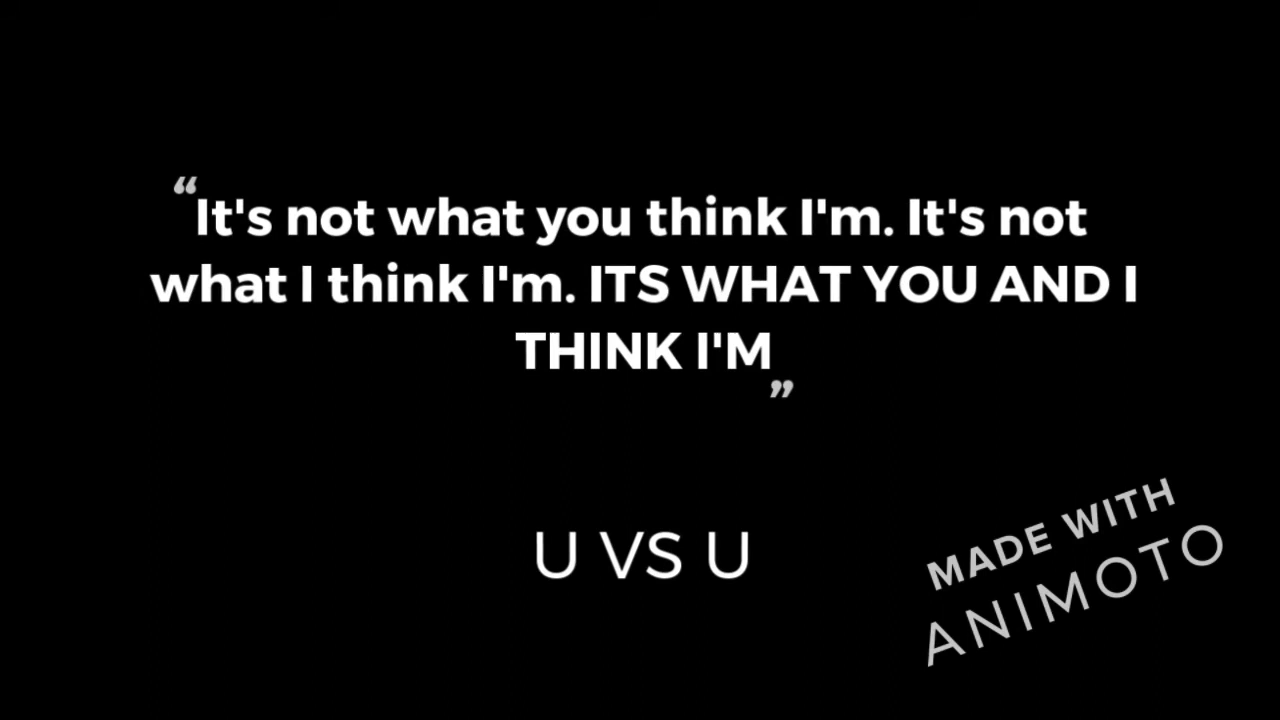 “It's not what you think I'm. It's not
what I think I'm. ITS WHAT YOU AND I
THINK I'M”
U VS U
MADE WITH
ANIMOTO